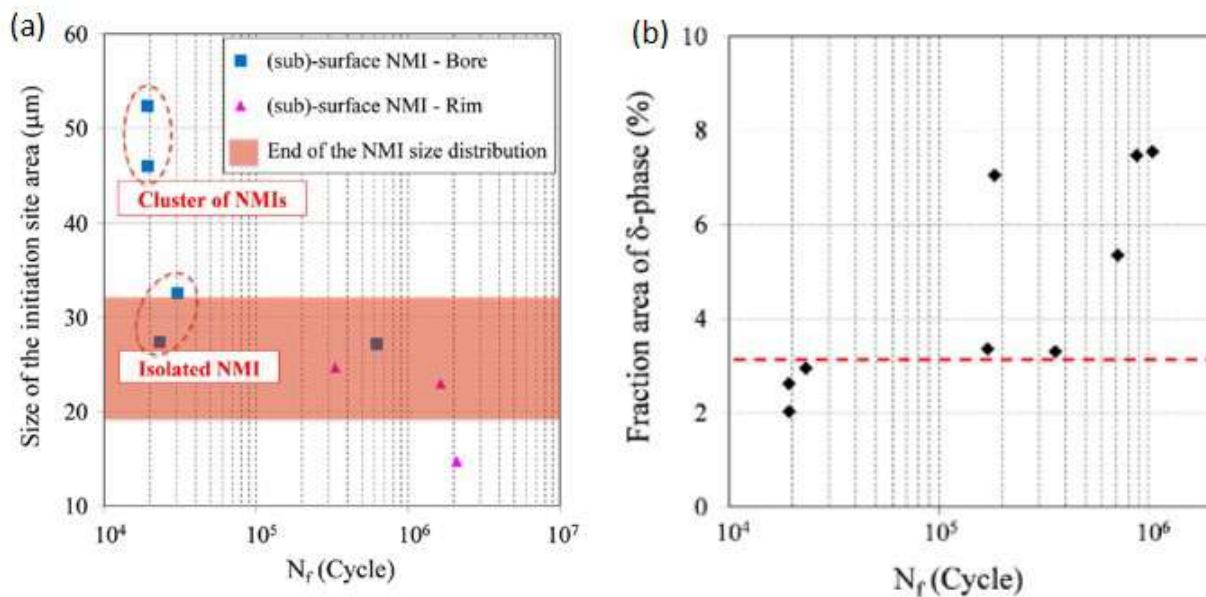 (a)
60
50
40
30
20
10
Size of the initiation site area (µm)
(sub)-surface NMI - Bore
(sub)-surface NMI - Rim
End of the NMI size distribution
Cluster of NMIs
Isolated NMI
10⁴
10⁵
10⁶
10⁷
N_f (Cycle)
(b)
10
8
6
4
2
0
Fraction area of δ-phase (%)
10⁴
10⁵
10⁶
N_f (Cycle)